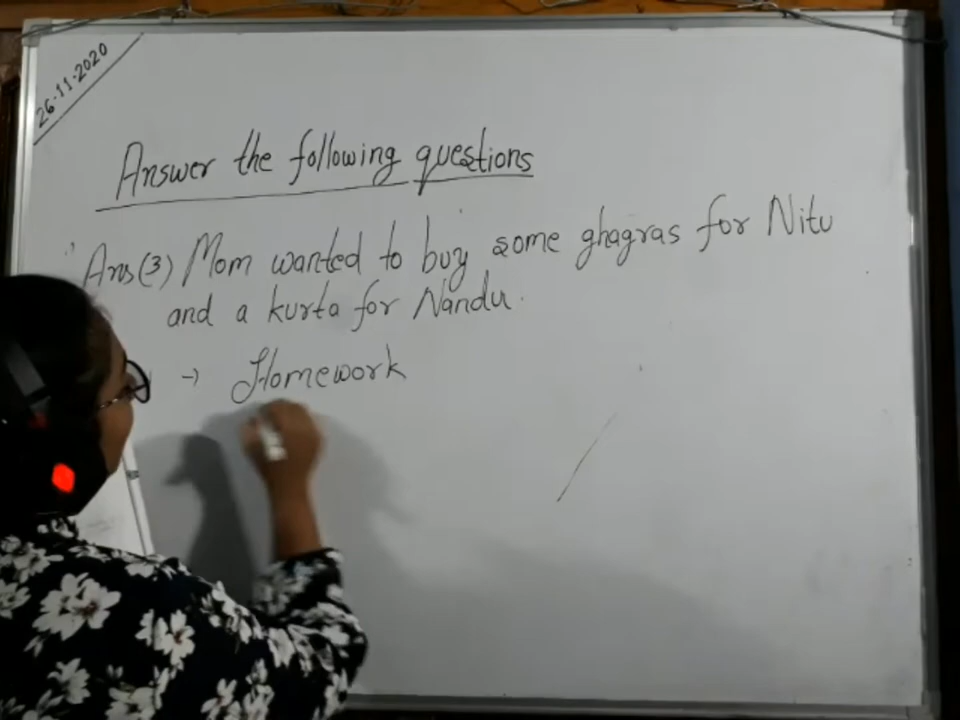 26.11.2020
Answer the following questions
Ans (3) Mom wanted to buy some ghagras for Nitu
and a kurta for Nandu.
→ Homework